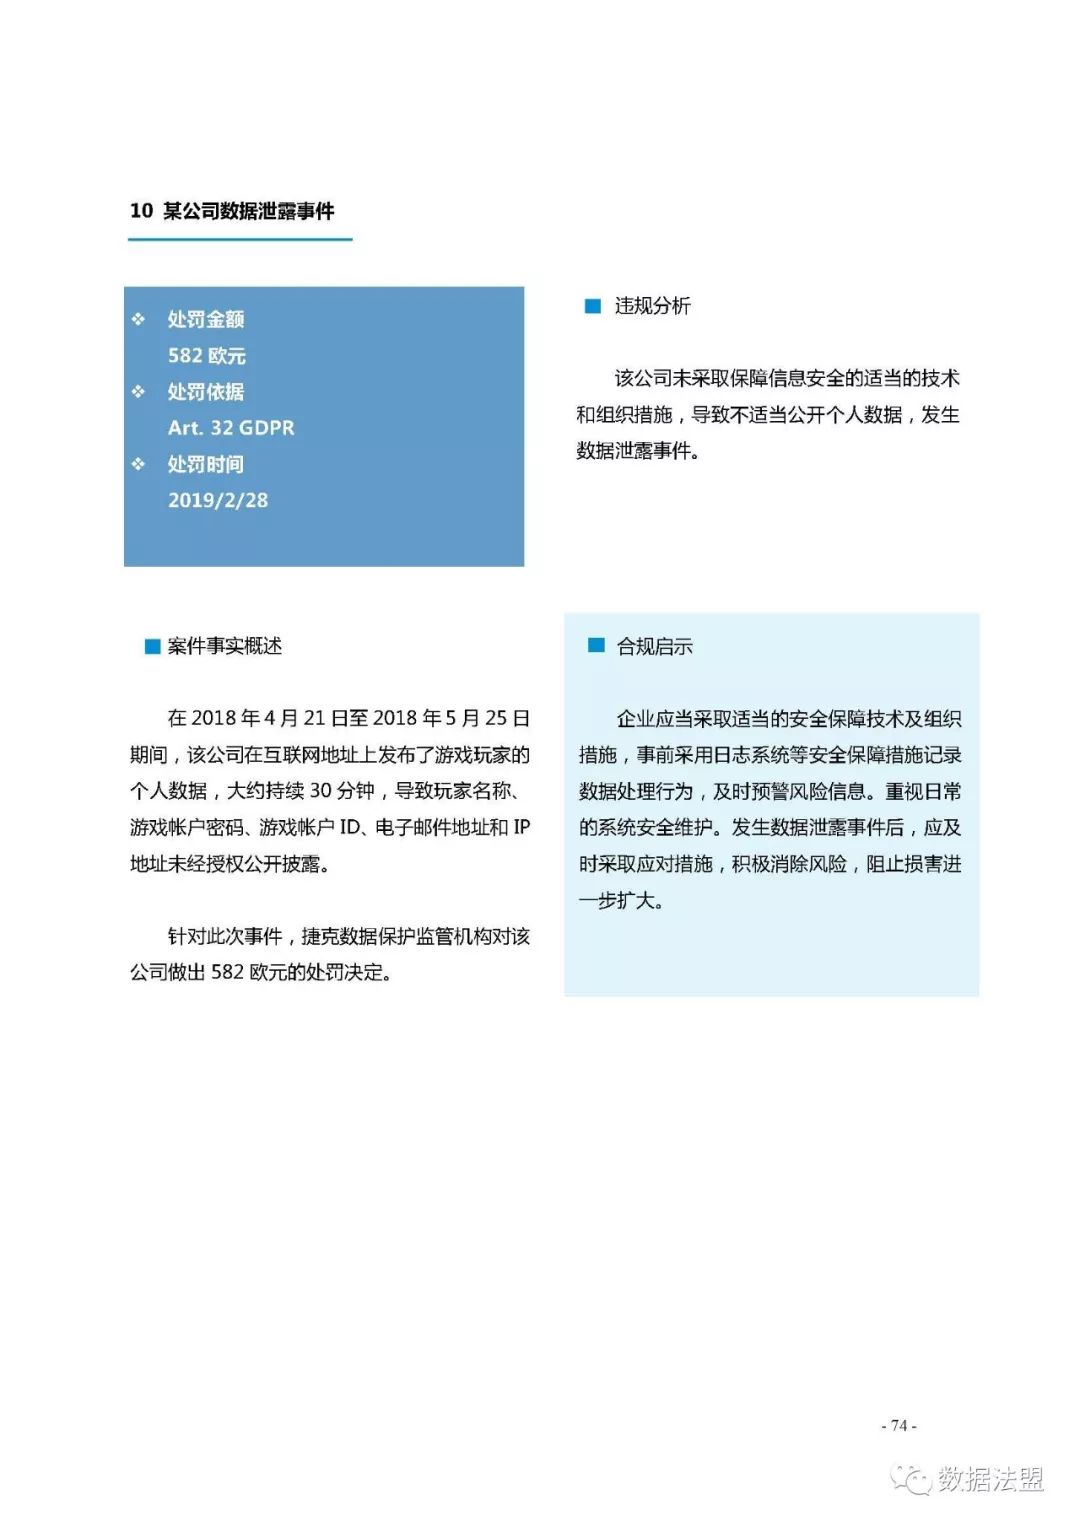 10 某公司数据泄露事件
❖ 处罚金额
582 欧元
❖ 处罚依据
Art. 32 GDPR
❖ 处罚时间
2019/2/28
■ 违规分析
该公司未采取保障信息安全的适当的技术
和组织措施，导致不适当公开个人数据，发生
数据泄露事件。
■ 案件事实概述
在 2018 年 4 月 21 日至 2018 年 5 月 25 日
期间，该公司在互联网地址上发布了游戏玩家的
个人数据，大约持续 30 分钟，导致玩家名称、
游戏帐户密码、游戏帐户 ID、电子邮件地址和 IP
地址未经授权公开披露。
针对此次事件，捷克数据保护监管机构对该
公司做出 582 欧元的处罚决定。
■ 合规启示
企业应当采取适当的安全保障技术及组织
措施，事前采用日志系统等安全保障措施记录
数据处理行为，及时预警风险信息。重视日常
的系统安全维护。发生数据泄露事件后，应及
时采取应对措施，积极消除风险，阻止损害进
一步扩大。
- 74 -
数据法盟